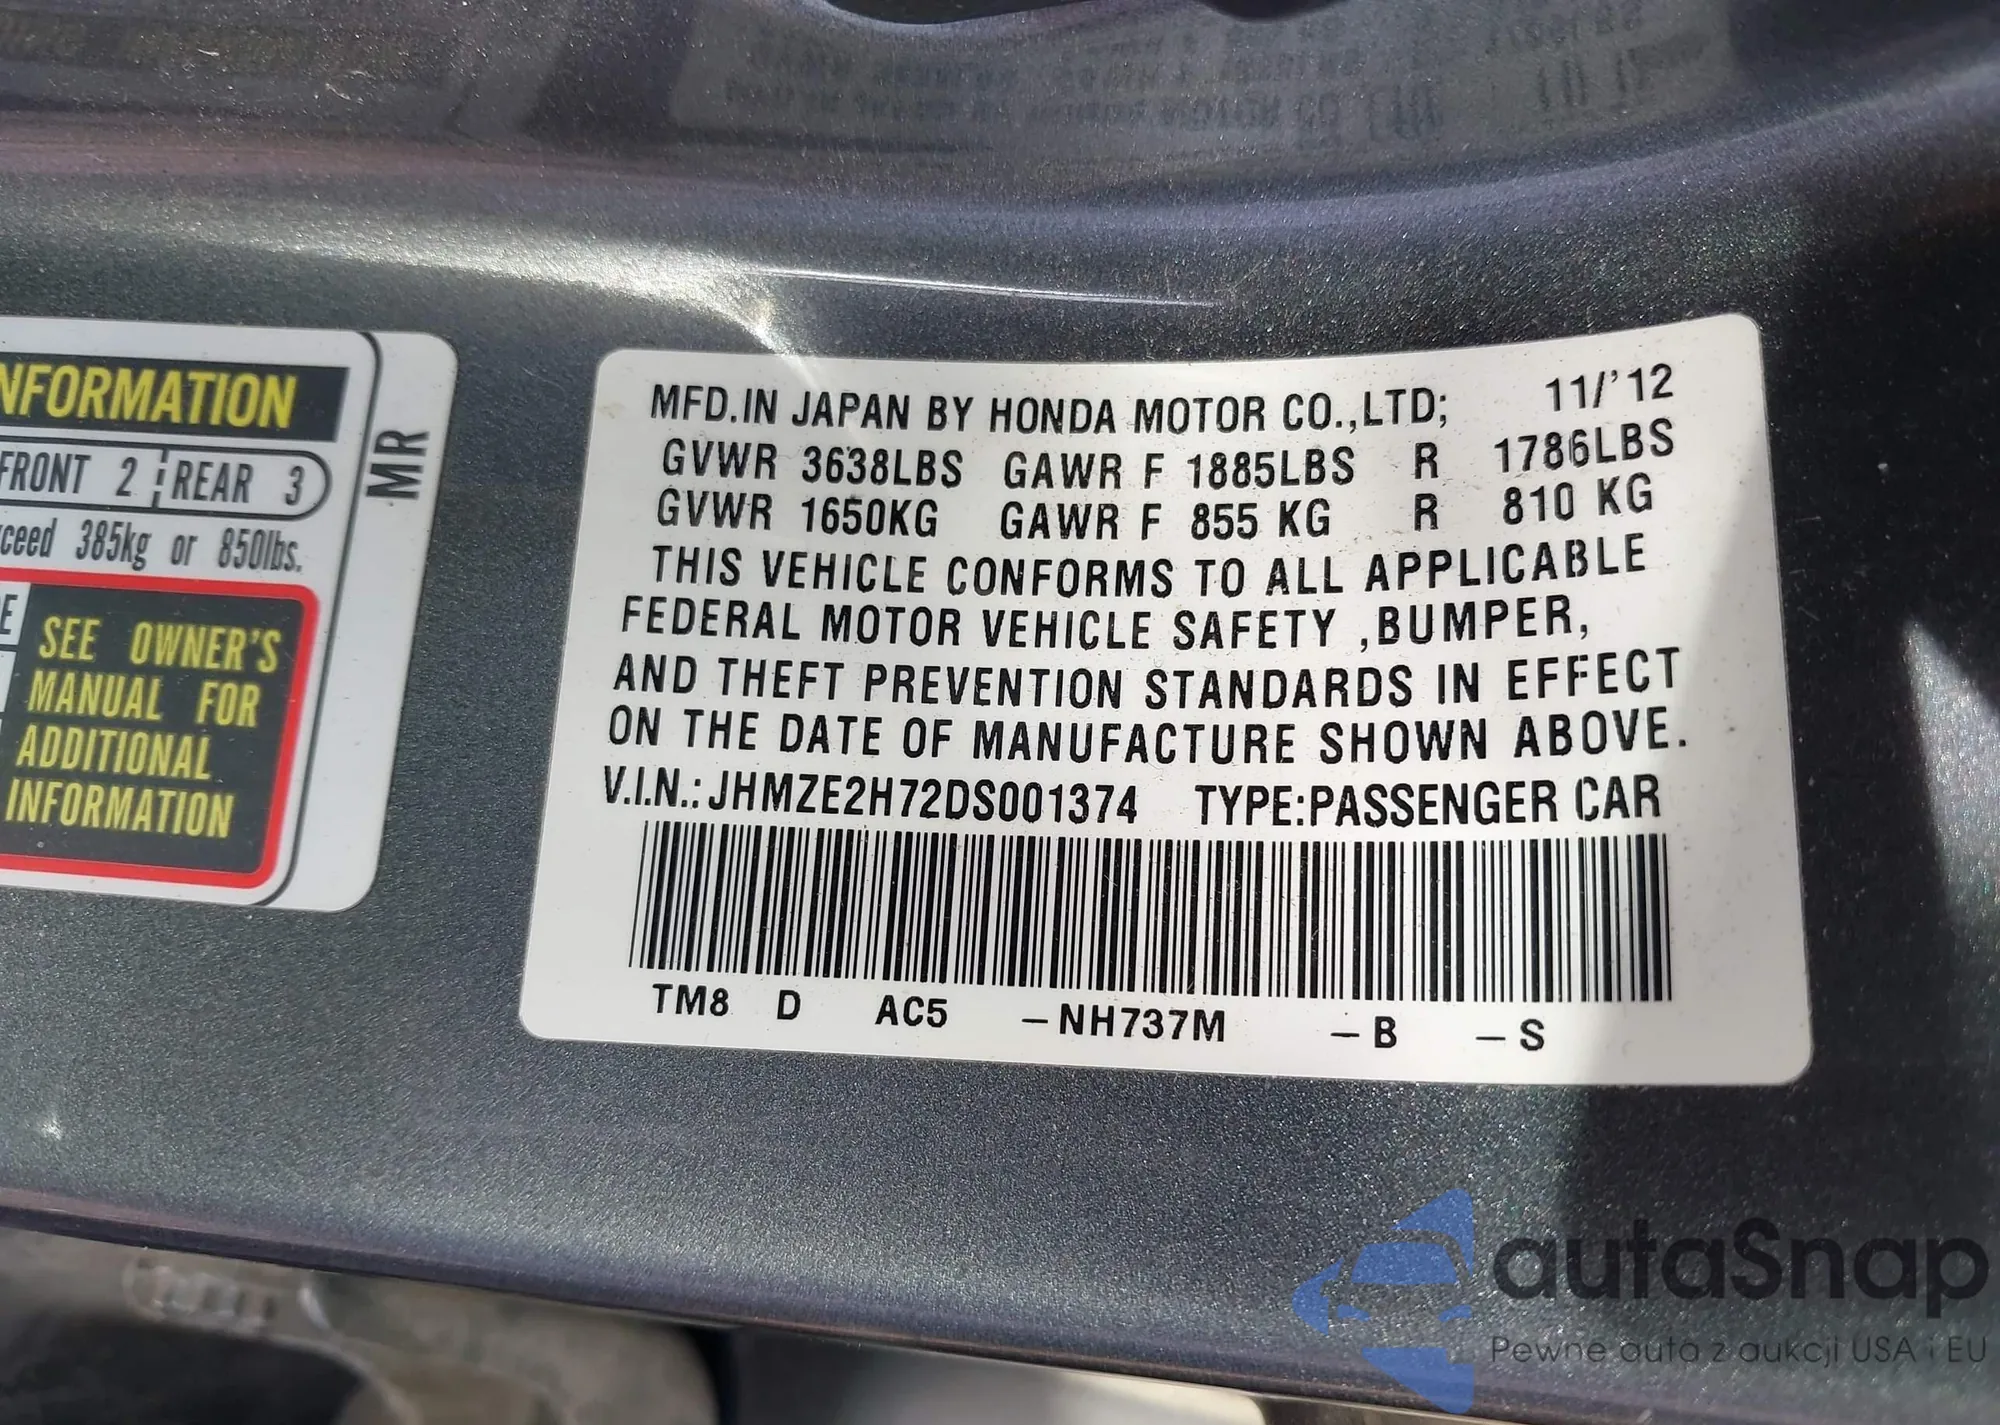 NFORMATION
FRONT 2 REAR 3
xceed 385kg or 850lbs.
E
SEE OWNER'S
MANUAL FOR
ADDITIONAL
INFORMATION
MR
MFD.IN JAPAN BY HONDA MOTOR CO.,LTD; 11/'12
GVWR 3638LBS GAWR F 1885LBS R 1786LBS
GVWR 1650KG GAWR F 855 KG R 810 KG
THIS VEHICLE CONFORMS TO ALL APPLICABLE
FEDERAL MOTOR VEHICLE SAFETY ,BUMPER,
AND THEFT PREVENTION STANDARDS IN EFFECT
ON THE DATE OF MANUFACTURE SHOWN ABOVE.
V.I.N.:JHMZE2H72DS001374 TYPE:PASSENGER CAR
TM8 D AC5 –NH737M –B –S
autaSnap
Pewne auta z aukcji USA i EU